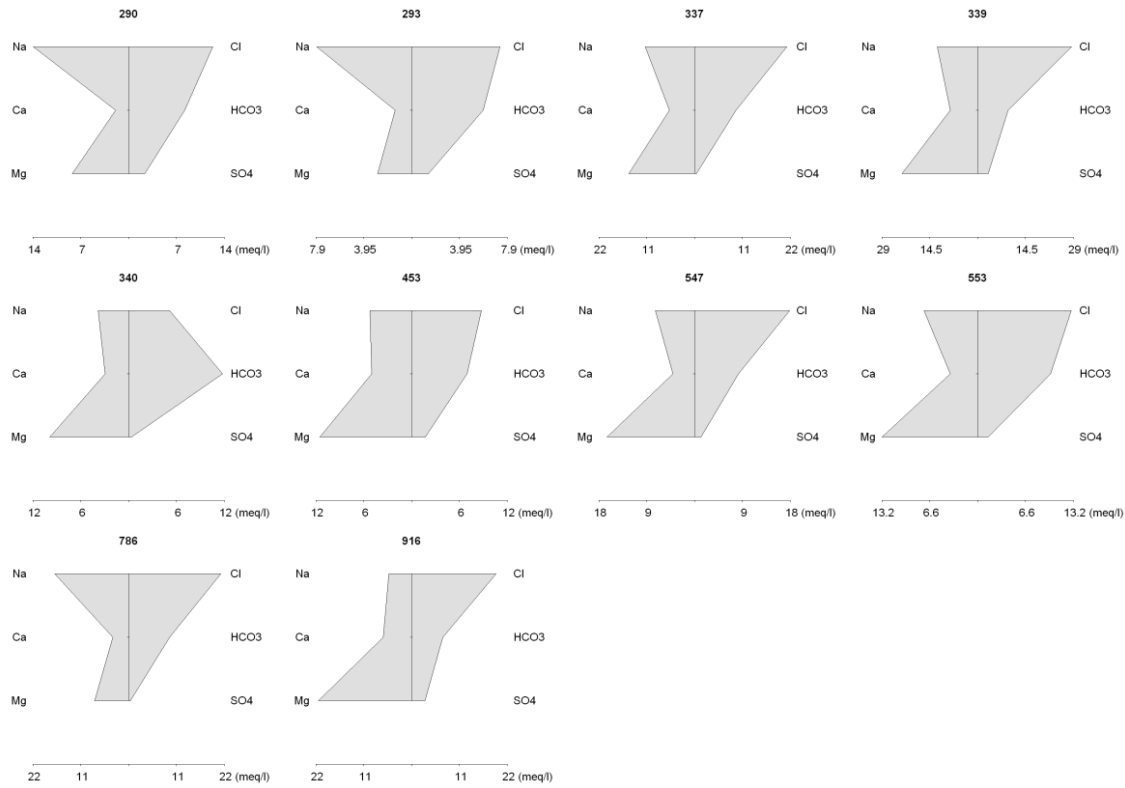 290 293 337 339
Na Cl Na Cl Na Cl Na Cl
Ca HCO3 Ca HCO3 Ca HCO3 Ca HCO3
Mg SO4 Mg SO4 Mg SO4 Mg SO4
14 7 7 14 (meq/l) 7.9 3.95 3.95 7.9 (meq/l) 22 11 11 22 (meq/l) 29 14.5 14.5 29 (meq/l)
340 453 547 553
Na Cl Na Cl Na Cl Na Cl
Ca HCO3 Ca HCO3 Ca HCO3 Ca HCO3
Mg SO4 Mg SO4 Mg SO4 Mg SO4
12 6 6 12 (meq/l) 12 6 6 12 (meq/l) 18 9 9 18 (meq/l) 13.2 6.6 6.6 13.2 (meq/l)
786 916
Na Cl Na Cl
Ca HCO3 Ca HCO3
Mg SO4 Mg SO4
22 11 11 22 (meq/l) 22 11 11 22 (meq/l)